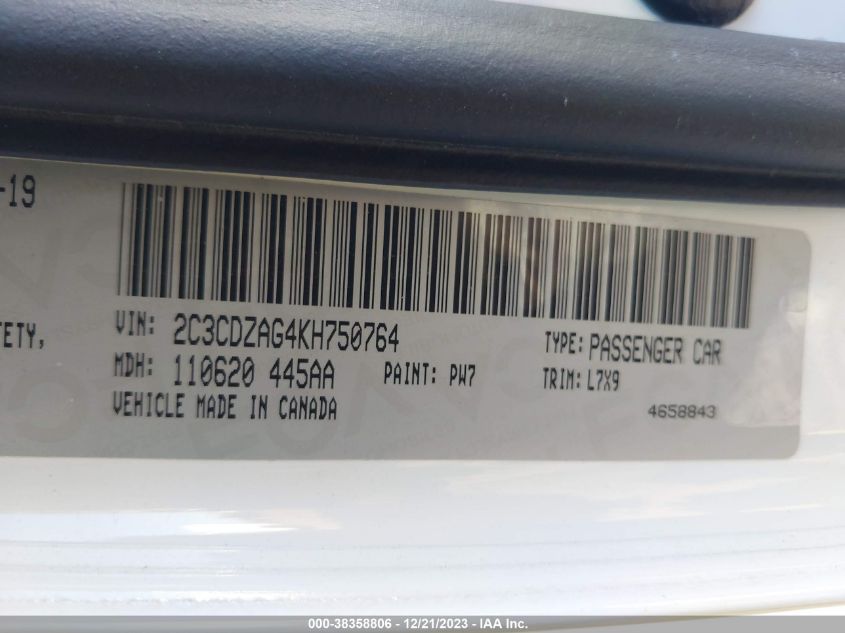 -19
VIN: 2C3CDZAG4KH750764
TYPE: PASSENGER CAR
ETY,
MDH: 110620 445AA
PAINT: PW7
TRIM: L7X9
VEHICLE MADE IN CANADA
4658843
000-38358806 - 12/21/2023 - IAA Inc.